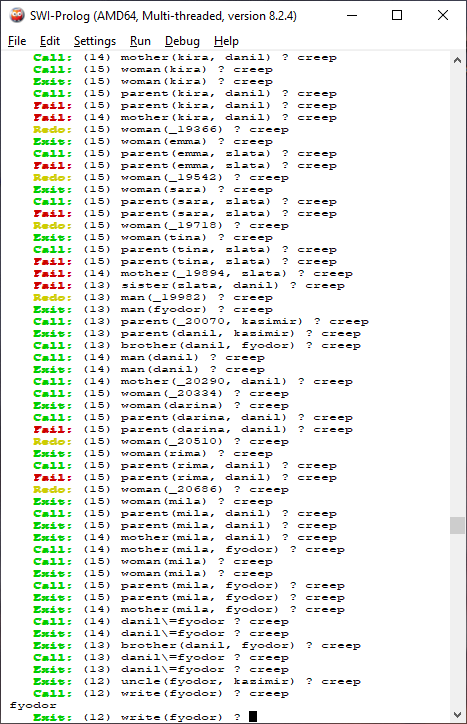 SWI-Prolog (AMD64, Multi-threaded, version 8.2.4)
File Edit Settings Run Debug Help
Call: (14) mother(kira, danil) ? creep
Call: (15) woman(kira) ? creep
Exit: (15) woman(kira) ? creep
Call: (15) parent(kira, danil) ? creep
Fail: (15) parent(kira, danil) ? creep
Fail: (14) mother(kira, danil) ? creep
Redo: (15) woman(_19366) ? creep
Exit: (15) woman(emma) ? creep
Call: (15) parent(emma, zlata) ? creep
Fail: (15) parent(emma, zlata) ? creep
Redo: (15) woman(_19542) ? creep
Exit: (15) woman(sara) ? creep
Call: (15) parent(sara, zlata) ? creep
Fail: (15) parent(sara, zlata) ? creep
Redo: (15) woman(_19718) ? creep
Exit: (15) woman(tina) ? creep
Call: (15) parent(tina, zlata) ? creep
Fail: (15) parent(tina, zlata) ? creep
Fail: (14) mother(_19894, zlata) ? creep
Fail: (13) sister(zlata, danil) ? creep
Redo: (13) man(_19982) ? creep
Exit: (13) man(fyodor) ? creep
Call: (13) parent(_20070, kazimir) ? creep
Exit: (13) parent(danil, kazimir) ? creep
Call: (13) brother(danil, fyodor) ? creep
Call: (14) man(danil) ? creep
Exit: (14) man(danil) ? creep
Call: (14) mother(_20290, danil) ? creep
Call: (15) woman(_20334) ? creep
Exit: (15) woman(darina) ? creep
Call: (15) parent(darina, danil) ? creep
Fail: (15) parent(darina, danil) ? creep
Redo: (15) woman(_20510) ? creep
Exit: (15) woman(rima) ? creep
Call: (15) parent(rima, danil) ? creep
Fail: (15) parent(rima, danil) ? creep
Redo: (15) woman(_20686) ? creep
Exit: (15) woman(mila) ? creep
Call: (15) parent(mila, danil) ? creep
Exit: (15) parent(mila, danil) ? creep
Exit: (14) mother(mila, danil) ? creep
Call: (14) mother(mila, fyodor) ? creep
Call: (15) woman(mila) ? creep
Exit: (15) woman(mila) ? creep
Call: (15) parent(mila, fyodor) ? creep
Exit: (15) parent(mila, fyodor) ? creep
Exit: (14) mother(mila, fyodor) ? creep
Call: (14) danil\=fyodor ? creep
Exit: (14) danil\=fyodor ? creep
Exit: (13) brother(danil, fyodor) ? creep
Call: (13) danil\=fyodor ? creep
Exit: (13) danil\=fyodor ? creep
Exit: (12) uncle(fyodor, kazimir) ? creep
Call: (12) write(fyodor) ? creep
fyodor
Exit: (12) write(fyodor) ?